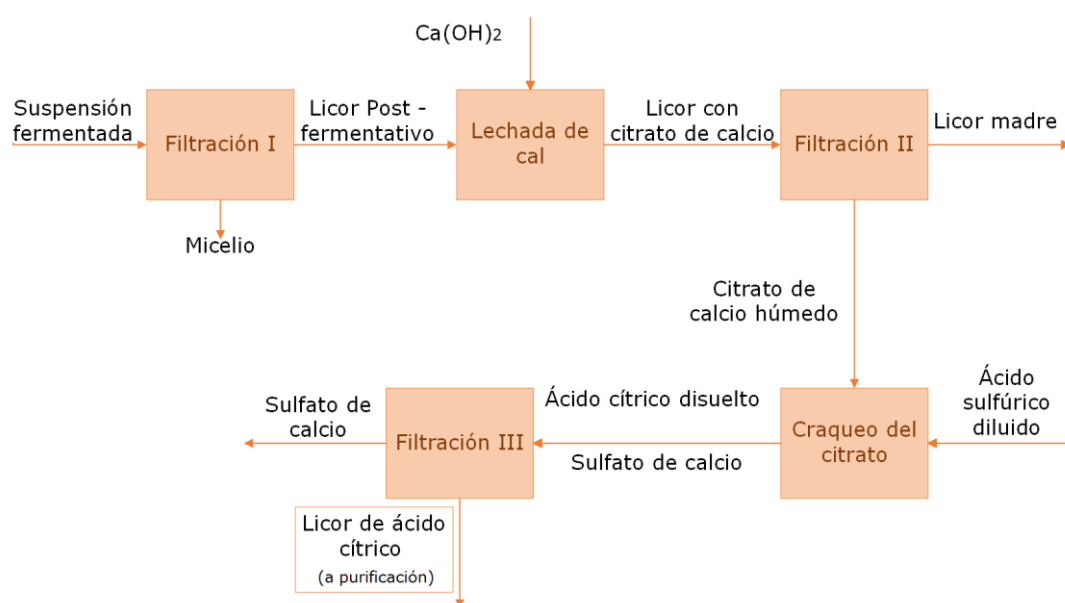 Ca(OH)2
Suspensión
fermentada
Filtración I
Licor Post -
fermentativo
Lechada de
cal
Licor con
citrato de calcio
Filtración II
Licor madre
Micelio
Citrato de
calcio húmedo
Sulfato de
calcio
Filtración III
Ácido cítrico disuelto
Sulfato de calcio
Craqueo del
citrato
Ácido
sulfúrico
diluido
Licor de ácido
cítrico
(a purificación)